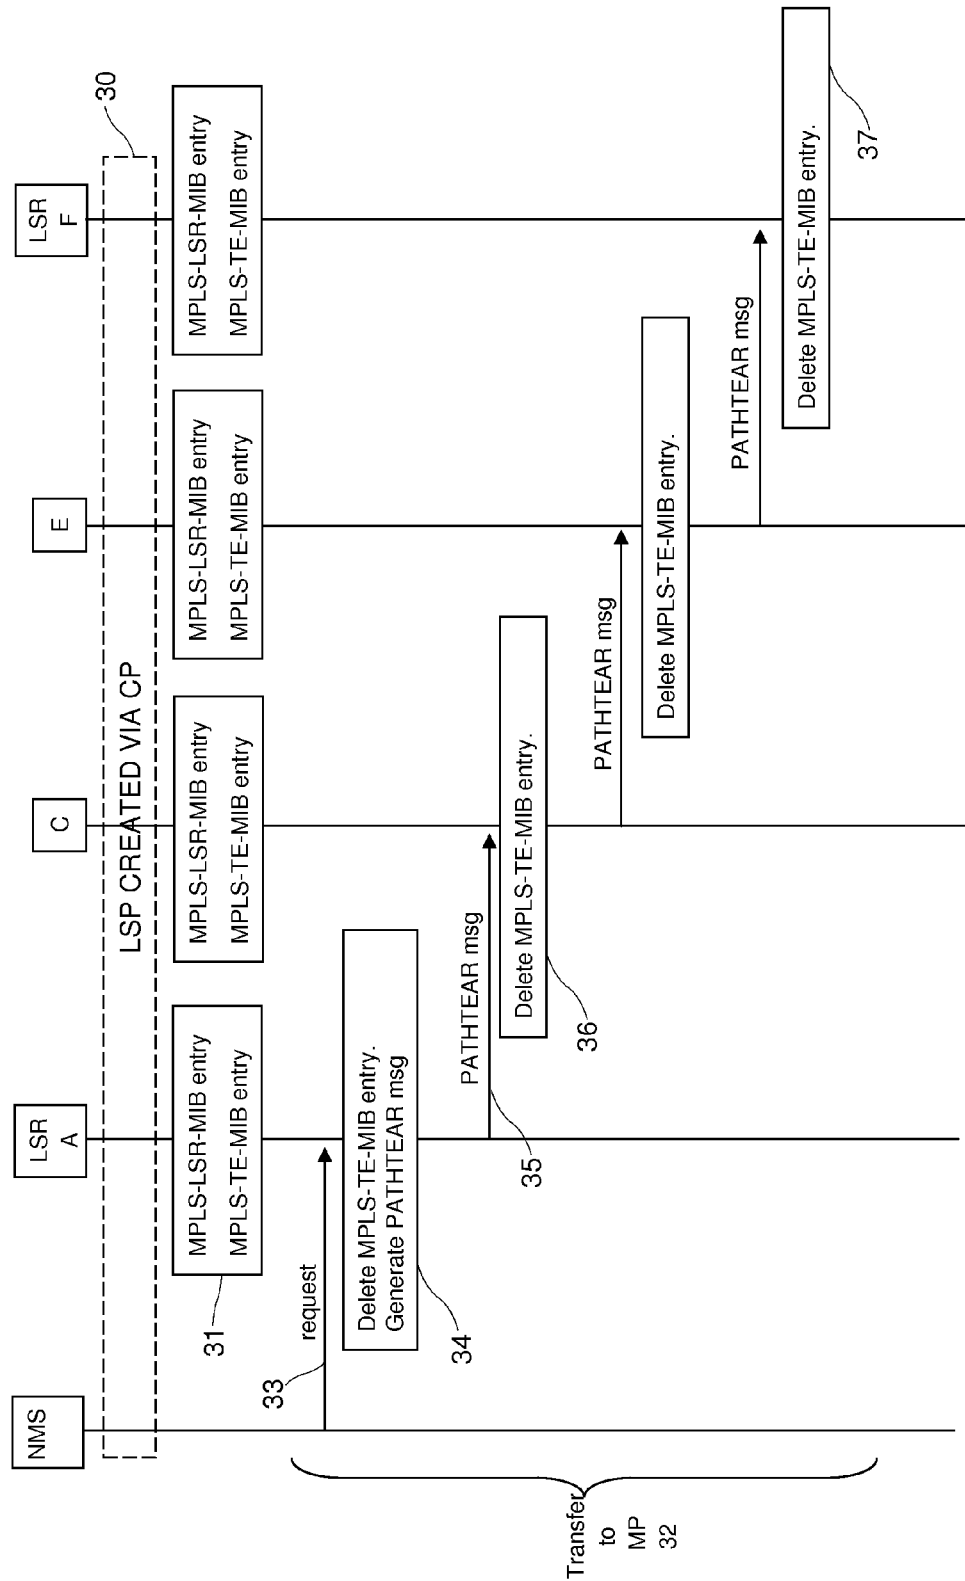 NMS
LSR
A
C
E
LSR
F
LSP CREATED VIA CP
30
MPLS-LSR-MIB entry
MPLS-TE-MIB entry
31
MPLS-LSR-MIB entry
MPLS-TE-MIB entry
MPLS-LSR-MIB entry
MPLS-TE-MIB entry
MPLS-LSR-MIB entry
MPLS-TE-MIB entry
Transfer
to
MP
32
33
request
Delete MPLS-TE-MIB entry.
Generate PATHTEAR msg
34
PATHTEAR msg
35
Delete MPLS-TE-MIB entry.
36
PATHTEAR msg
Delete MPLS-TE-MIB entry.
PATHTEAR msg
Delete MPLS-TE-MIB entry.
37